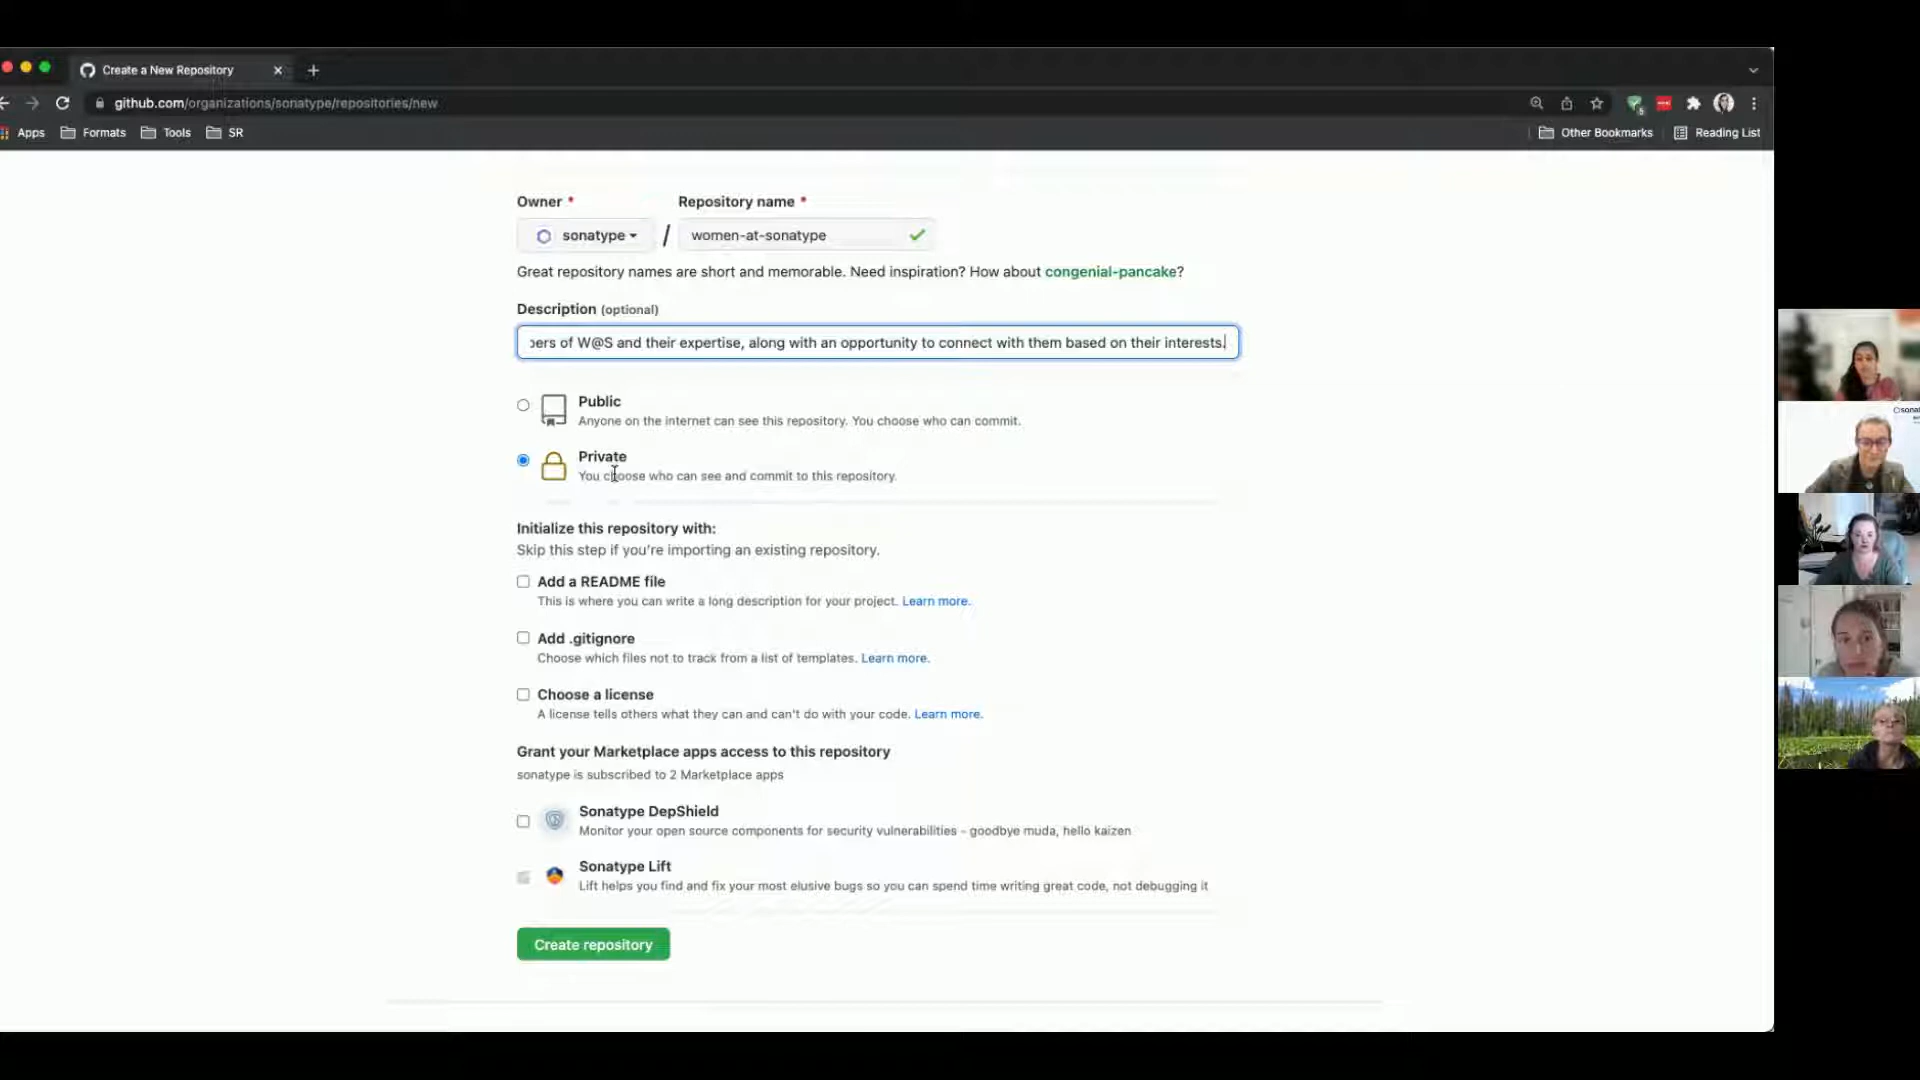 Create a New Repository
github.com/organizations/sonatype/repositories/new
Apps Formats Tools SR Other Bookmarks Reading List
Owner * Repository name *
sonatype / women-at-sonatype
Great repository names are short and memorable. Need inspiration? How about congenial-pancake?
Description (optional)
of W@S and their expertise, along with an opportunity to connect with them based on their interests.
Public
Anyone on the internet can see this repository. You choose who can commit.
Private
You choose who can see and commit to this repository.
Initialize this repository with:
Skip this step if you're importing an existing repository.
Add a README file
This is where you can write a long description for your project. Learn more.
Add .gitignore
Choose which files not to track from a list of templates. Learn more.
Choose a license
A license tells others what they can and can't do with your code. Learn more.
Grant your Marketplace apps access to this repository
sonatype is subscribed to 2 Marketplace apps
Sonatype DepShield
Monitor your open source components for security vulnerabilities - goodbye muda, hello kaizen
Sonatype Lift
Lift helps you find and fix your most elusive bugs so you can spend time writing great code, not debugging it
Create repository